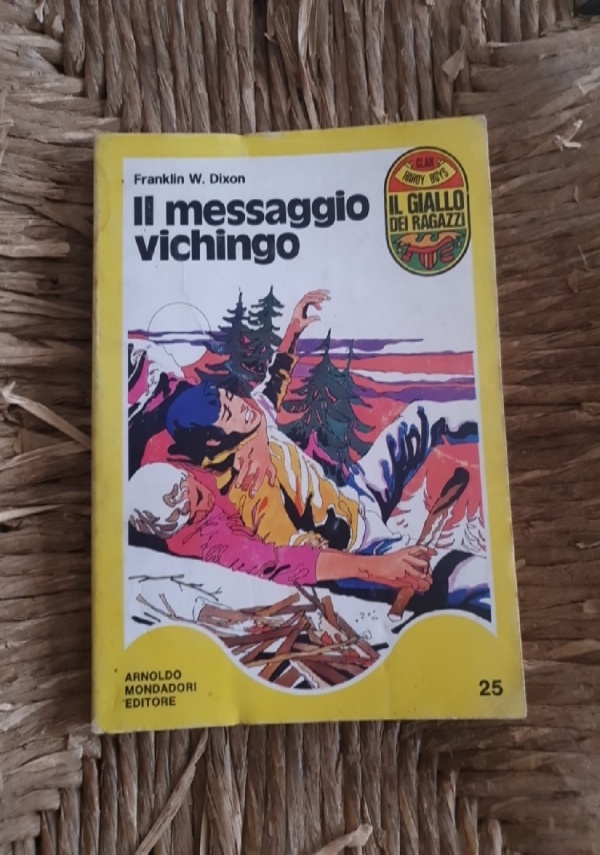 Franklin W. Dixon
Il messaggio
vichingo
CLAN
HARDY BOYS
IL GIALLO
DEI RAGAZZI
ARNOLDO
MONDADORI
EDITORE
25